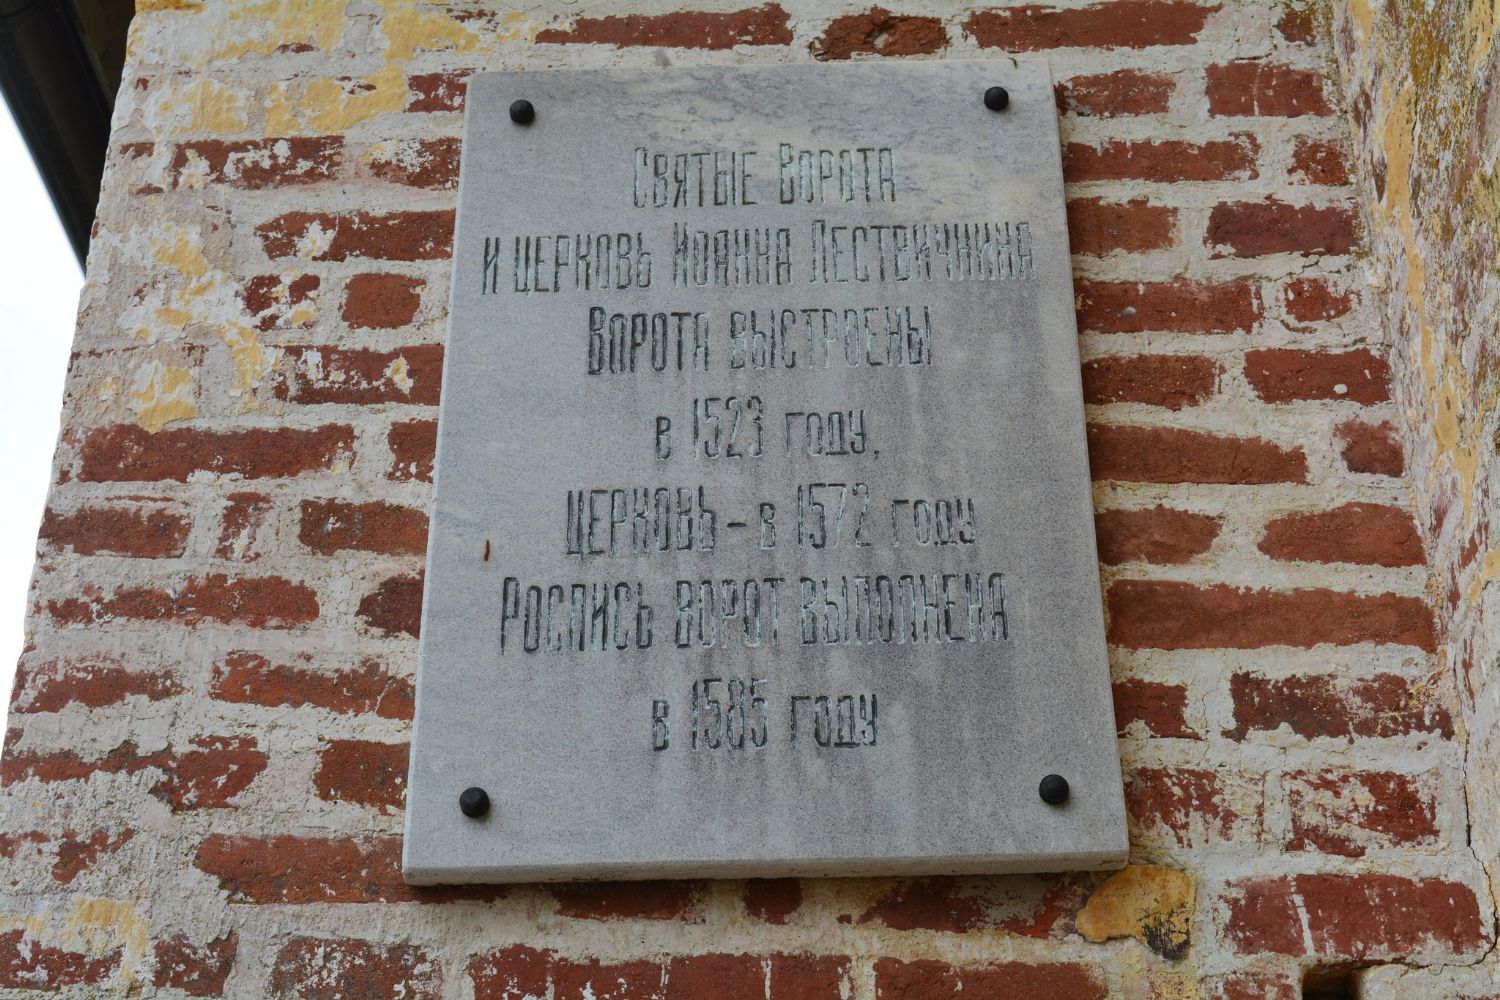 Святые Ворота
и церковь Иоанна Лествичника
Ворота выстроены
в 1523 году,
церковь – в 1572 году
Роспись ворот выполнена
в 1585 году